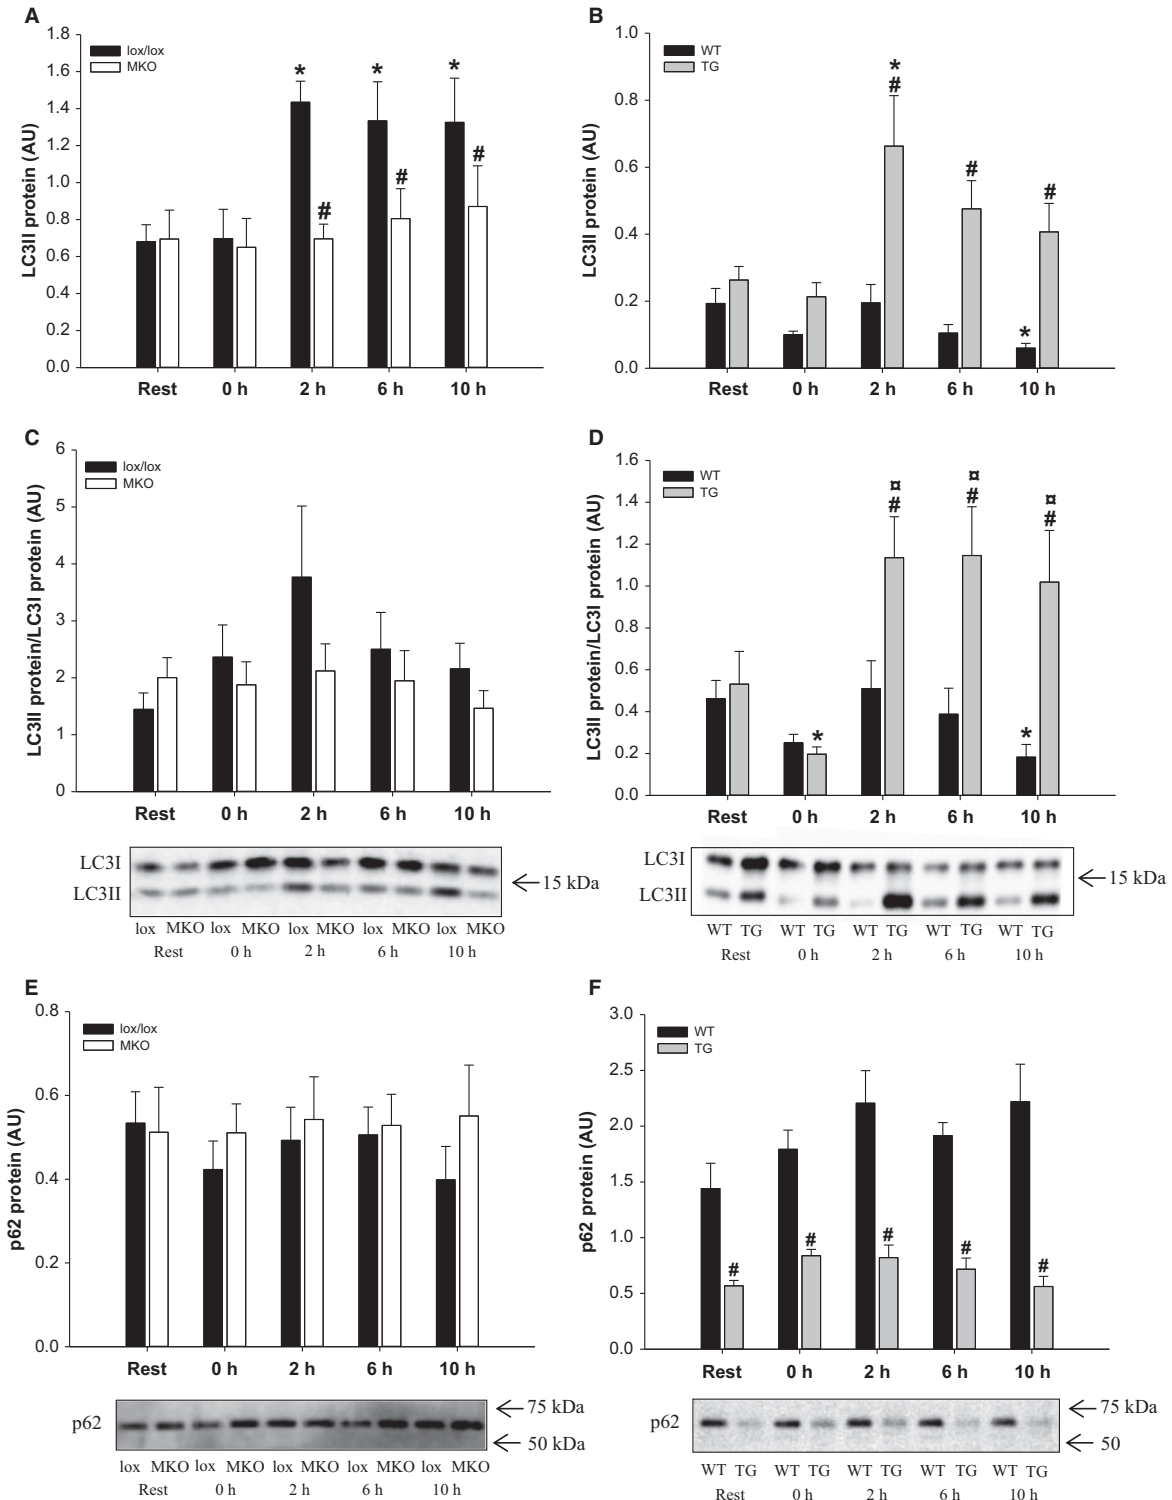 A
LC3II protein (AU)
1.8
1.6
1.4
1.2
1.0
0.8
0.6
0.4
0.2
0.0
lox/lox
MKO
* * *
# # #
Rest 0 h 2 h 6 h 10 h
B
LC3II protein (AU)
1.0
0.8
0.6
0.4
0.2
0.0
WT
TG
*
# # #
*
Rest 0 h 2 h 6 h 10 h
C
LC3II protein/LC3I protein (AU)
6
5
4
3
2
1
0
lox/lox
MKO
Rest 0 h 2 h 6 h 10 h
LC3I
LC3II
15 kDa
lox MKO lox MKO lox MKO lox MKO lox MKO
Rest 0 h 2 h 6 h 10 h
D
LC3II protein/LC3I protein (AU)
1.6
1.4
1.2
1.0
0.8
0.6
0.4
0.2
0.0
WT
TG
¤ ¤ ¤
# # #
* *
Rest 0 h 2 h 6 h 10 h
LC3I
LC3II
15 kDa
WT TG WT TG WT TG WT TG WT TG
Rest 0 h 2 h 6 h 10 h
E
p62 protein (AU)
0.8
0.6
0.4
0.2
0.0
lox/lox
MKO
Rest 0 h 2 h 6 h 10 h
p62
75 kDa
50 kDa
lox MKO lox MKO lox MKO lox MKO lox MKO
Rest 0 h 2 h 6 h 10 h
F
p62 protein (AU)
3.0
2.5
2.0
1.5
1.0
0.5
0.0
WT
TG
# # # # #
Rest 0 h 2 h 6 h 10 h
p62
75 kDa
50
WT TG WT TG WT TG WT TG WT TG
Rest 0 h 2 h 6 h 10 h